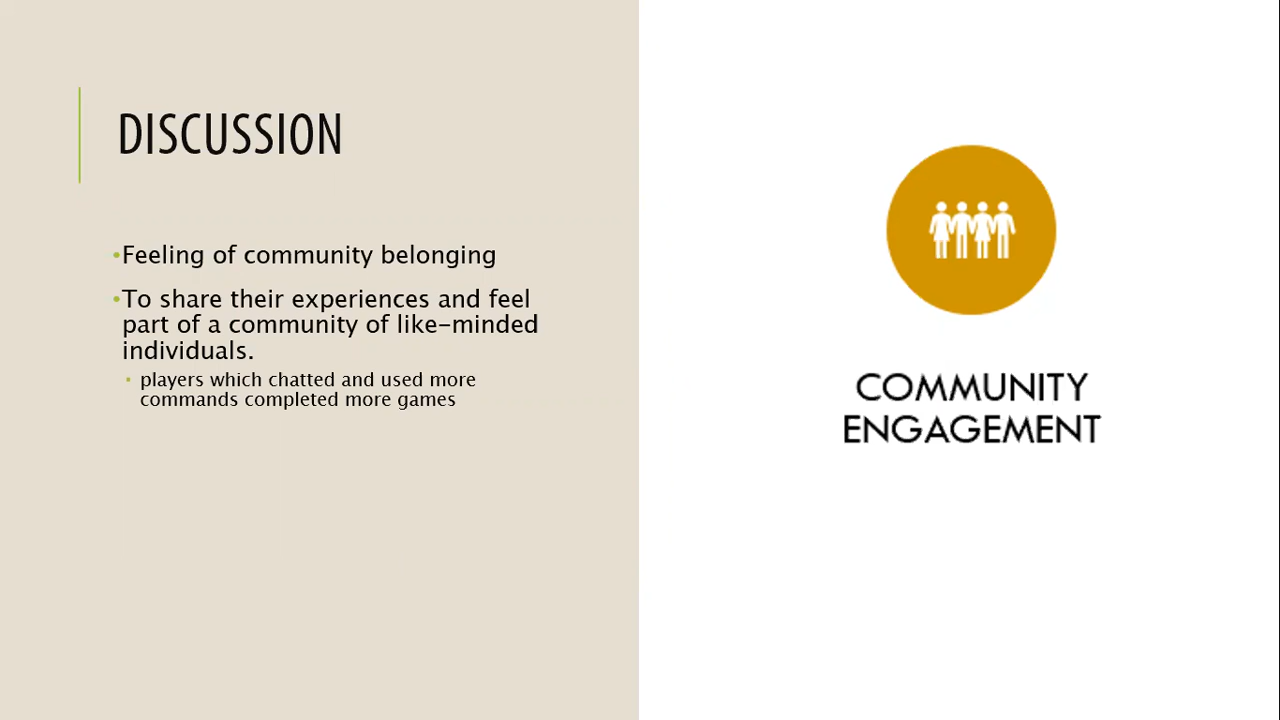 DISCUSSION
•Feeling of community belonging
•To share their experiences and feel
part of a community of like-minded
individuals.
▪ players which chatted and used more
commands completed more games
COMMUNITY
ENGAGEMENT